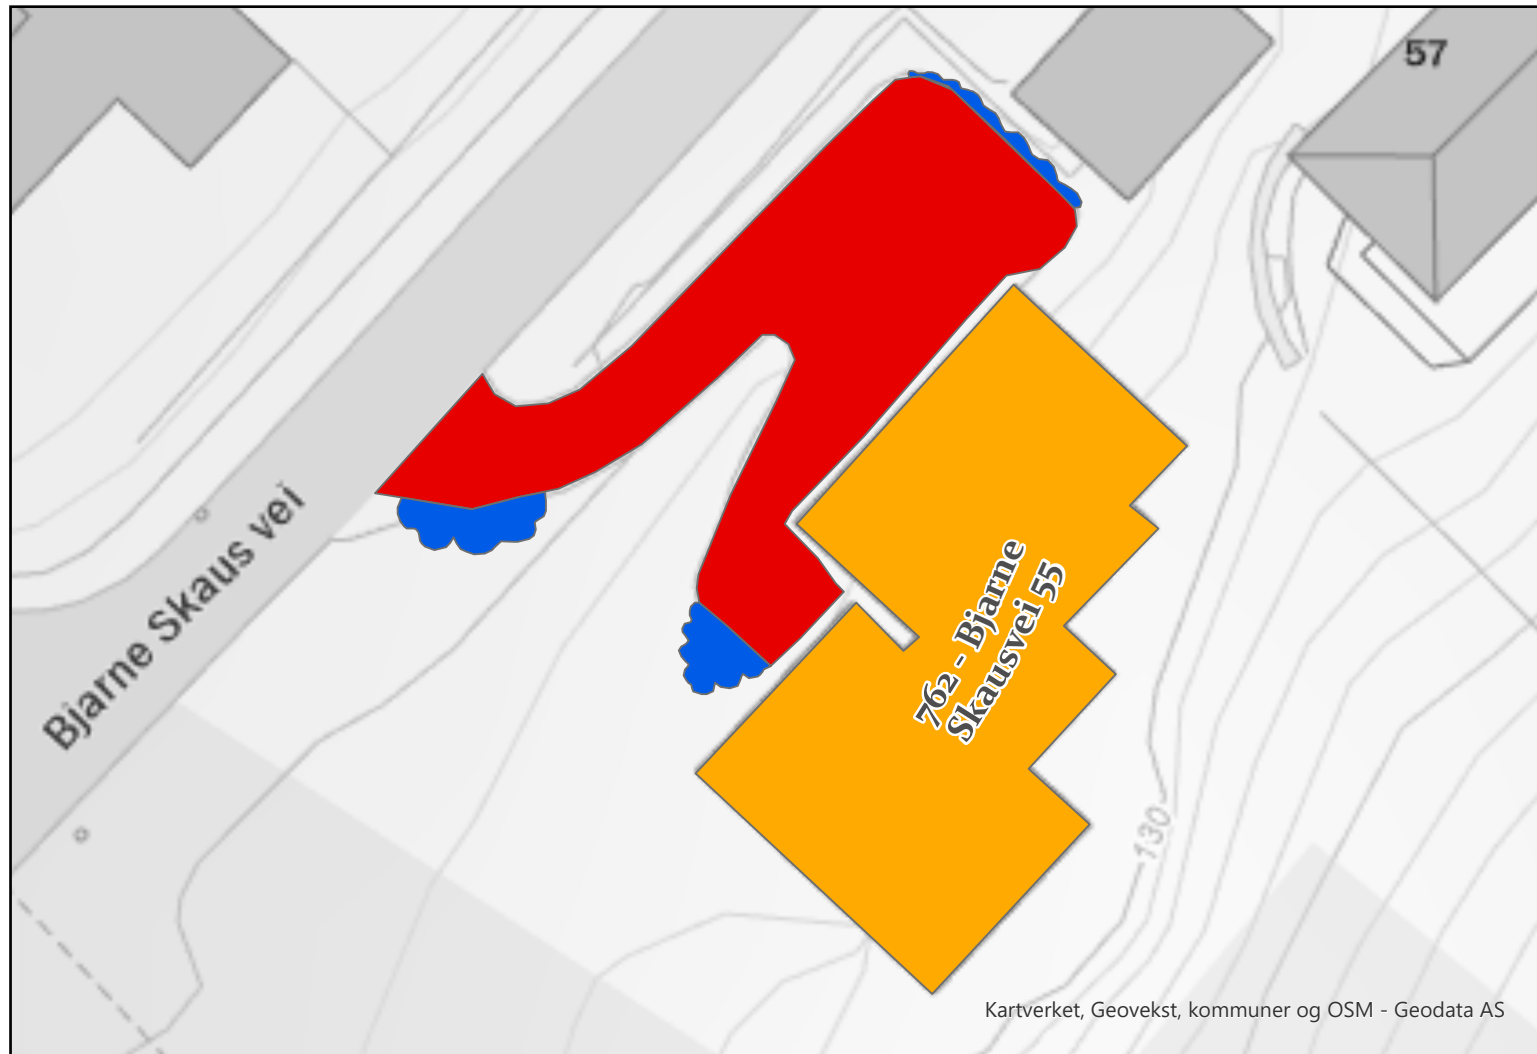 57
Bjarne Skaus vei
762 - Bjarne
Skausvei 55
130
Kartverket, Geovekst, kommuner og OSM - Geodata AS